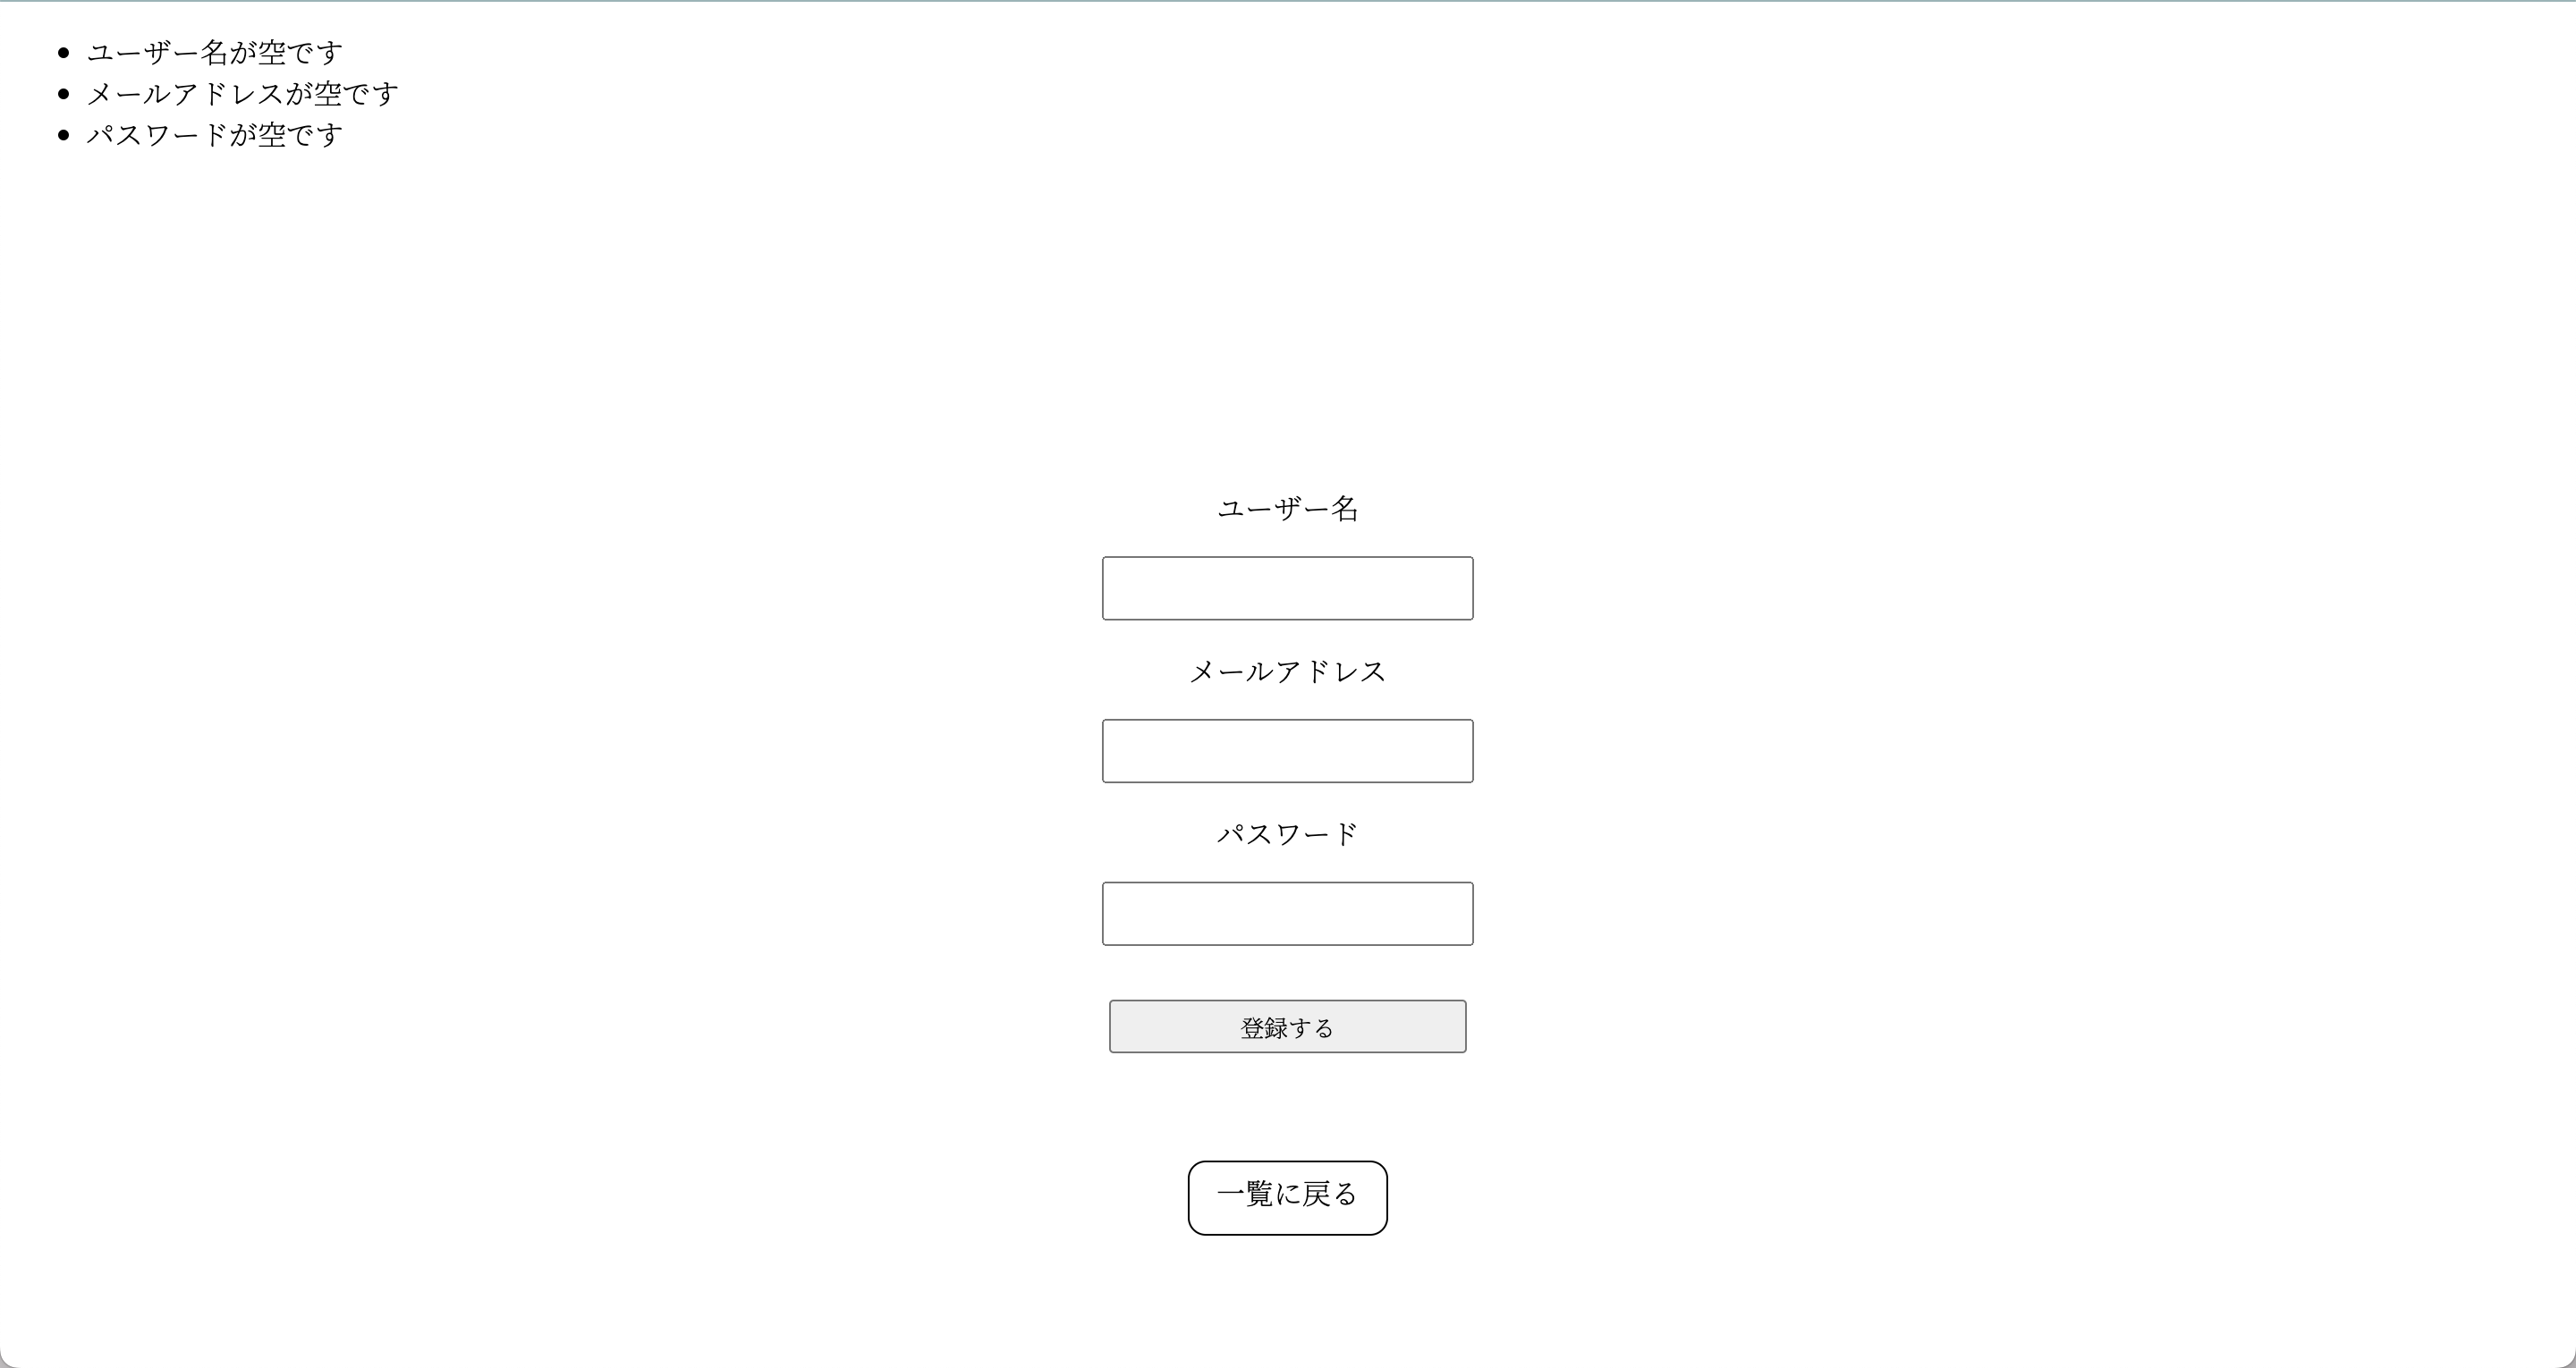 ユーザー名が空です
メールアドレスが空です
パスワードが空です
ユーザー名
メールアドレス
パスワード
登録する
一覧に戻る